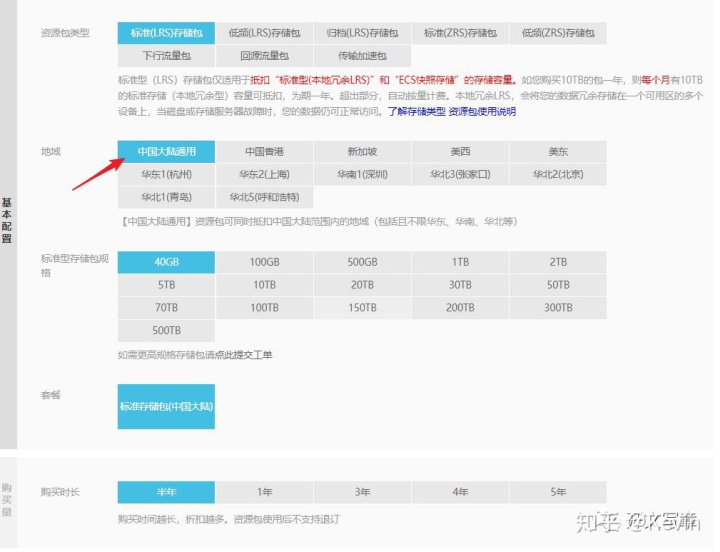 资源包类型
标准(LRS)存储包 低频(LRS)存储包 归档(LRS)存储包 标准(ZRS)存储包 低频(ZRS)存储包
下行流量包 回源流量包 传输加速包
标准型（LRS）存储包仅适用于抵扣“标准型(本地冗余LRS)”和“ECS快照存储”的存储容量。如您购买10TB的包一年，则每个月有10TB
的标准存储（本地冗余型）容量可抵扣，为期一年。超出部分，自动按量计费。本地冗余LRS，会将您的数据冗余存储在一个可用区的多个
设备上，当磁盘或存储服务器故障时，您的数据仍可正常访问。了解存储类型 资源包使用说明
地域
中国大陆通用 中国香港 新加坡 美西 美东
华东1(杭州) 华东2(上海) 华南1(深圳) 华北3(张家口) 华北2(北京)
华北1(青岛) 华北5(呼和浩特)
【中国大陆通用】资源包可同时抵扣中国大陆范围内的地域（包括且不限华东、华南、华北等）
基本配置
标准型存储包规格
40GB 100GB 500GB 1TB 2TB
5TB 10TB 20TB 30TB 50TB
70TB 100TB 150TB 200TB 300TB
500TB
如需更高规格存储包请点此提交工单
套餐
标准存储包(中国大陆)
购买量
购买时长
半年 1年 3年 4年 5年
购买时间越长，折扣越多。资源包使用后不支持退订
知乎